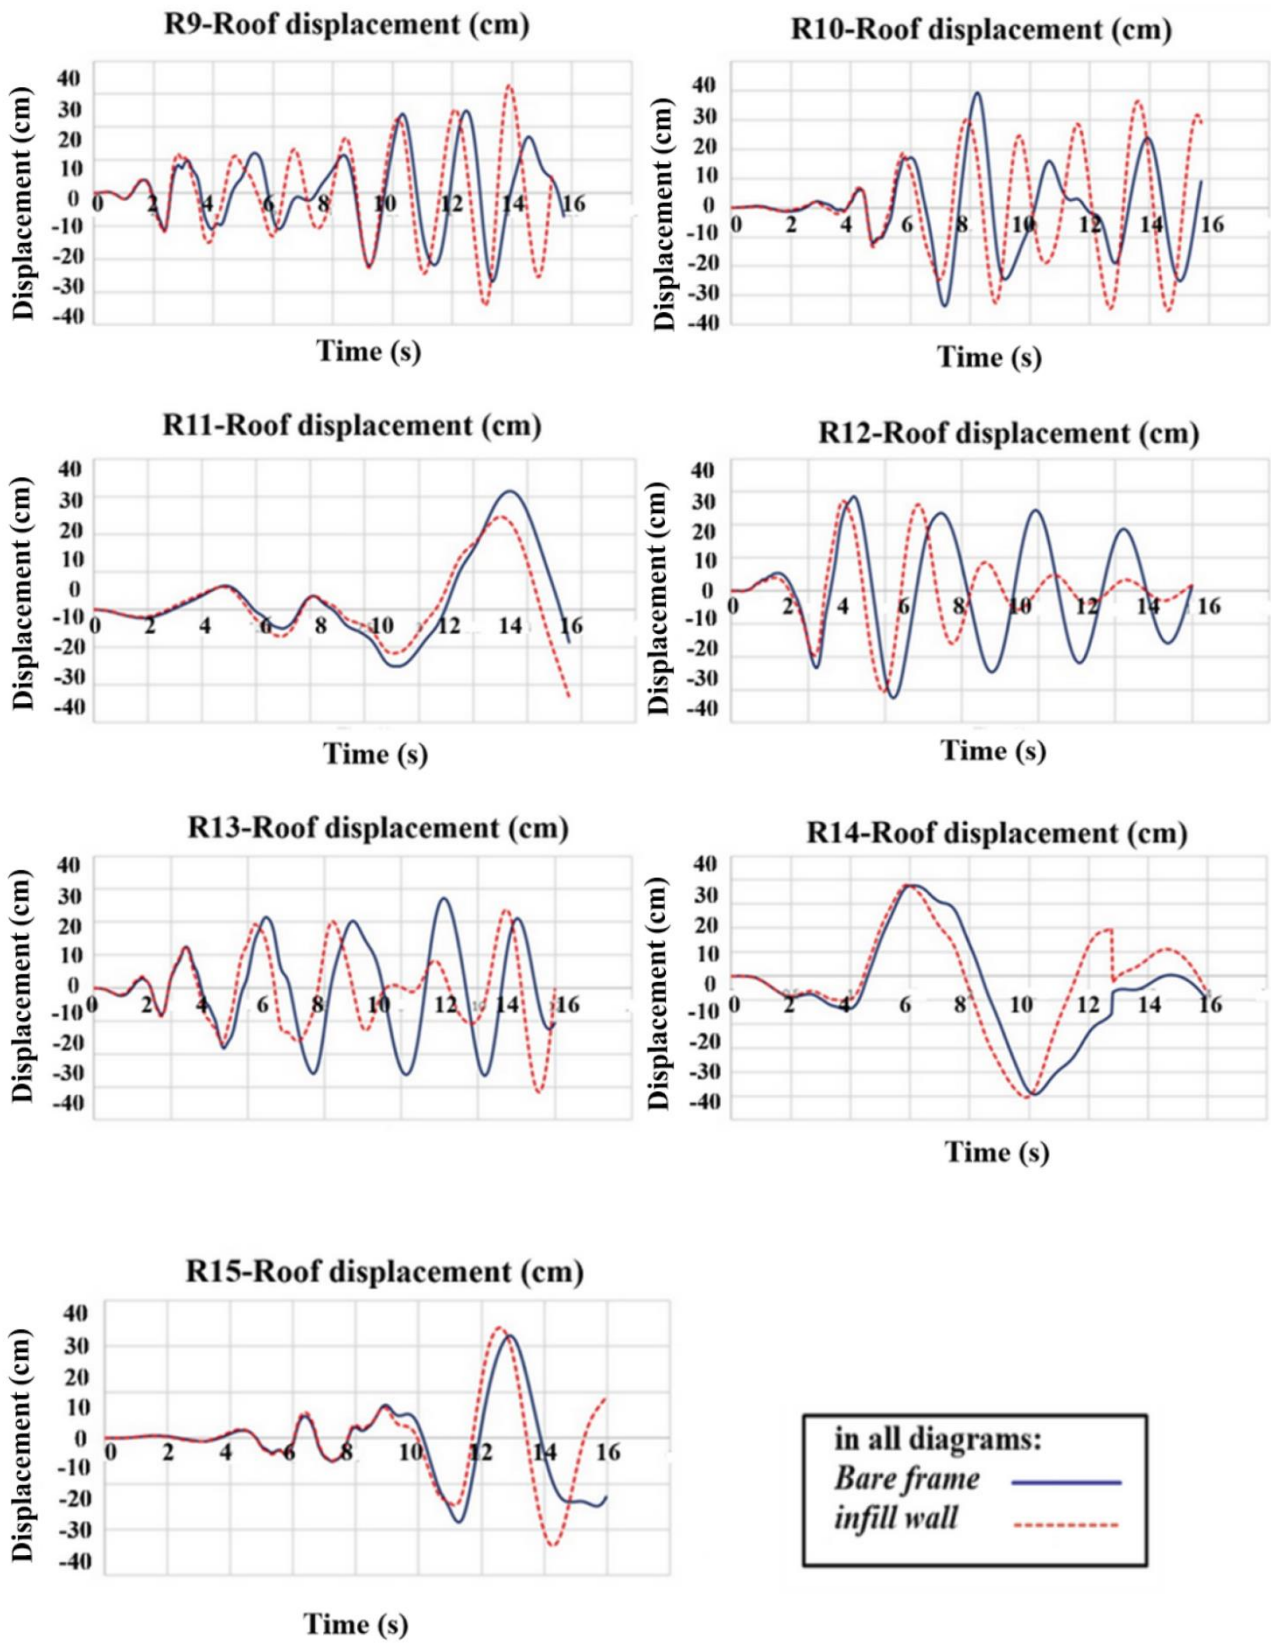 R9-Roof displacement (cm)
Displacement (cm)
40
30
20
10
0
-10
-20
-30
-40
2 4 6 8 10 12 14 16
Time (s)
R10-Roof displacement (cm)
Displacement (cm)
40
30
20
10
0
-10
-20
-30
-40
0 2 4 6 8 10 12 14 16
Time (s)
R11-Roof displacement (cm)
Displacement (cm)
40
30
20
10
0
-10
-20
-30
-40
0 2 4 6 8 10 12 14 16
Time (s)
R12-Roof displacement (cm)
Displacement (cm)
40
30
20
10
0
-10
-20
-30
-40
0 2 4 6 8 10 12 14 16
Time (s)
R13-Roof displacement (cm)
Displacement (cm)
40
30
20
10
0
-10
-20
-30
-40
0 2 4 6 8 10 12 14 16
R14-Roof displacement (cm)
Displacement (cm)
40
30
20
10
0
-10
-20
-30
-40
0 2 4 6 8 10 12 14 16
Time (s)
R15-Roof displacement (cm)
Displacement (cm)
40
30
20
10
0
-10
-20
-30
-40
0 2 4 6 8 10 12 14 16
Time (s)
in all diagrams:
Bare frame
infill wall